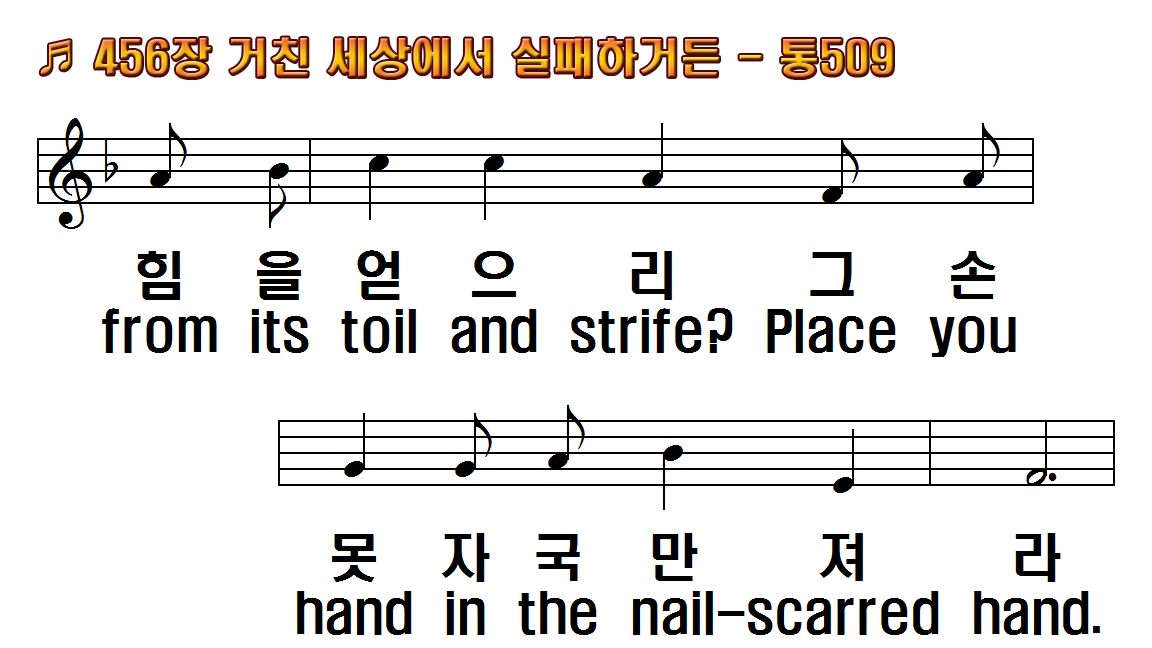 ♬ 456장 거친 세상에서 실패하거든 - 통509
힘 을 얻 으 리 그 손
from its toil and strife? Place you
못 자 국 만 져 라
hand in the nail-scarred hand.